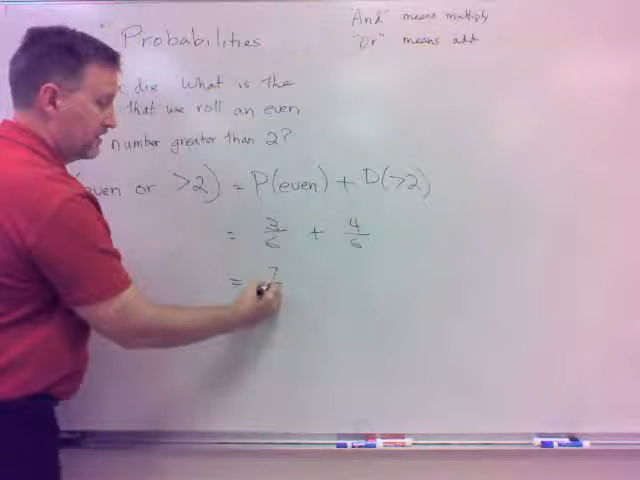 Probabilities
And" means multiply
"Or" means add
die What is the
that we roll an even
number greater than 2?
even or >2) = P(even) + P(>2)
= 3/6 + 4/6
= 7